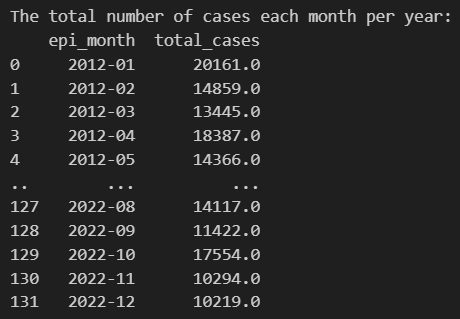 The total number of cases each month per year:
epi_month total_cases
0 2012-01 20161.0
1 2012-02 14859.0
2 2012-03 13445.0
3 2012-04 18387.0
4 2012-05 14366.0
.. ... ...
127 2022-08 14117.0
128 2022-09 11422.0
129 2022-10 17554.0
130 2022-11 10294.0
131 2022-12 10219.0